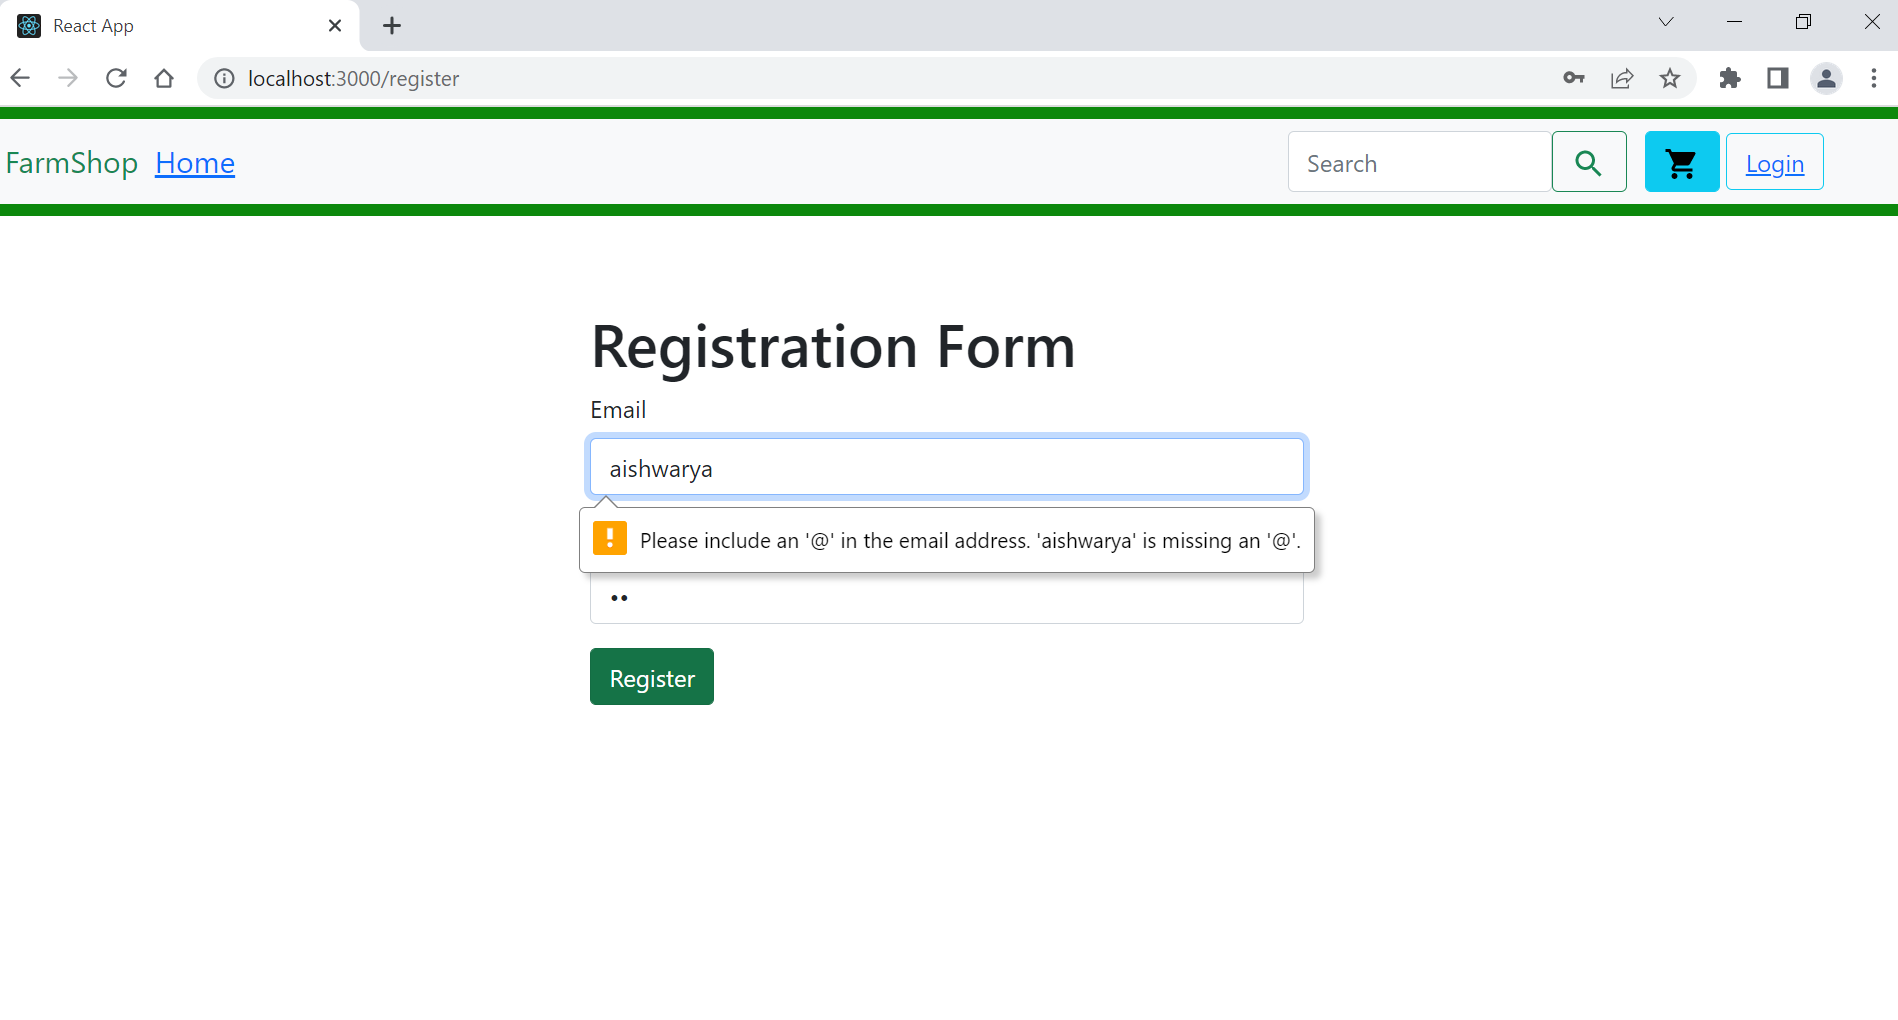 React App
localhost:3000/register
FarmShop Home Search Login
Registration Form
Email
aishwarya
Please include an '@' in the email address. 'aishwarya' is missing an '@'.
••
Register